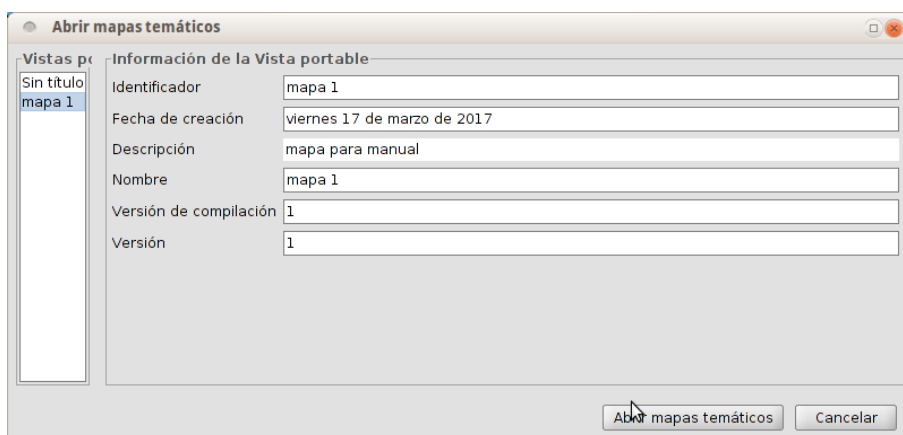 Abrir mapas temáticos
Vistas po
Sin título
mapa 1
Información de la Vista portable
Identificador mapa 1
Fecha de creación viernes 17 de marzo de 2017
Descripción mapa para manual
Nombre mapa 1
Versión de compilación 1
Versión 1
Abrir mapas temáticos Cancelar